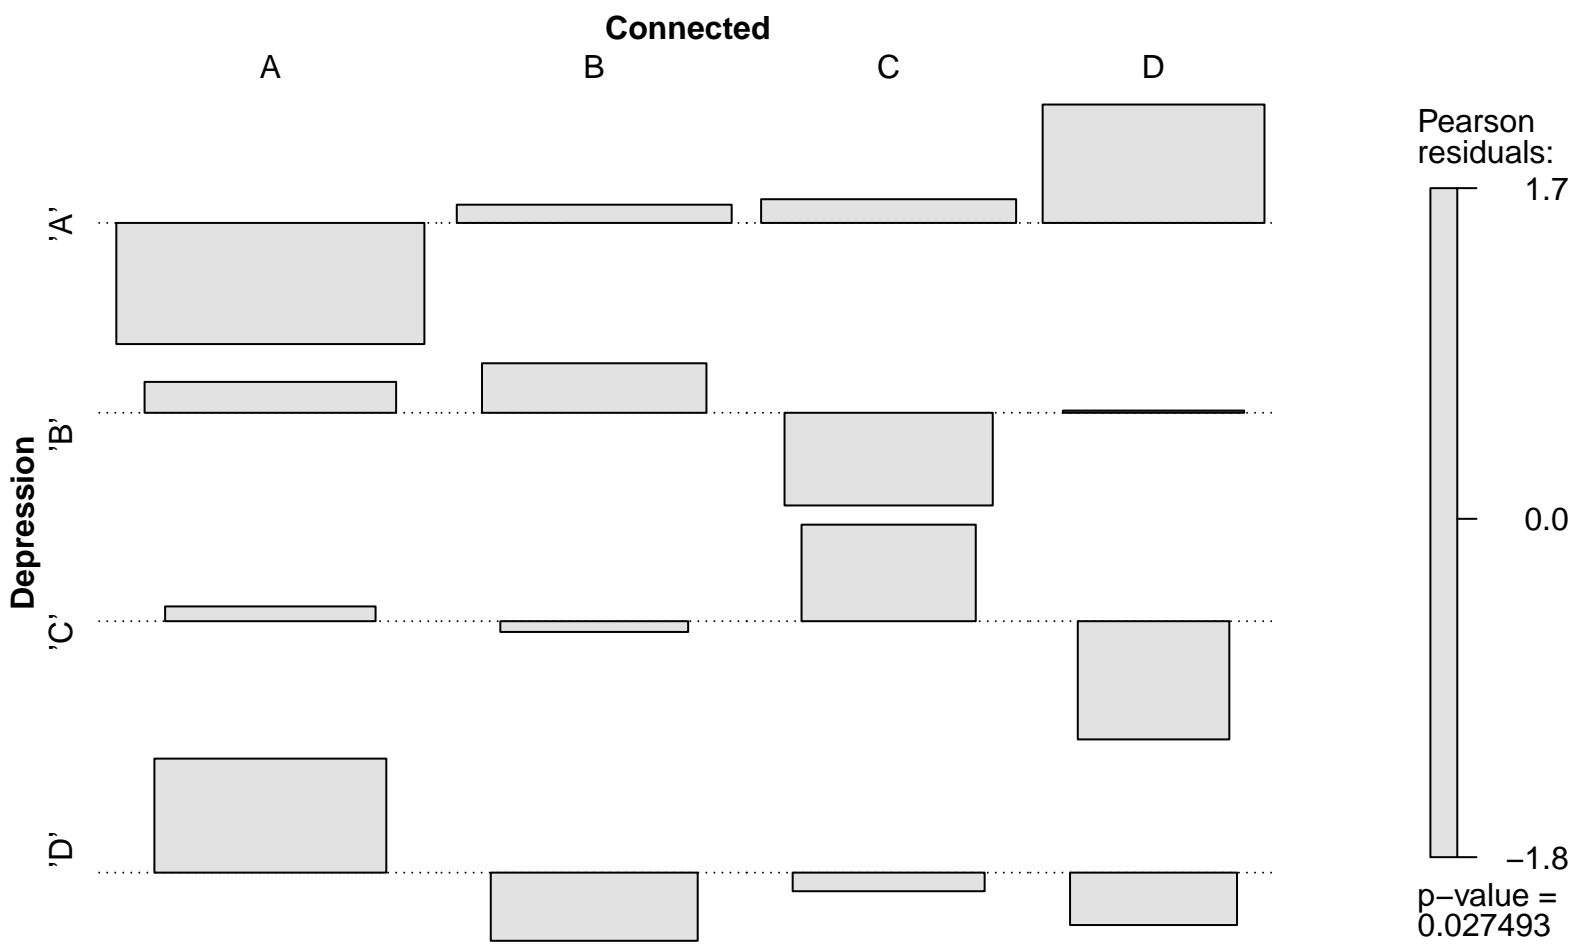 Connected
A B C D
Pearson
residuals:
1.7
0.0
−1.8
p−value =
0.027493
Depression
’A’
’B’
’C’
’D’